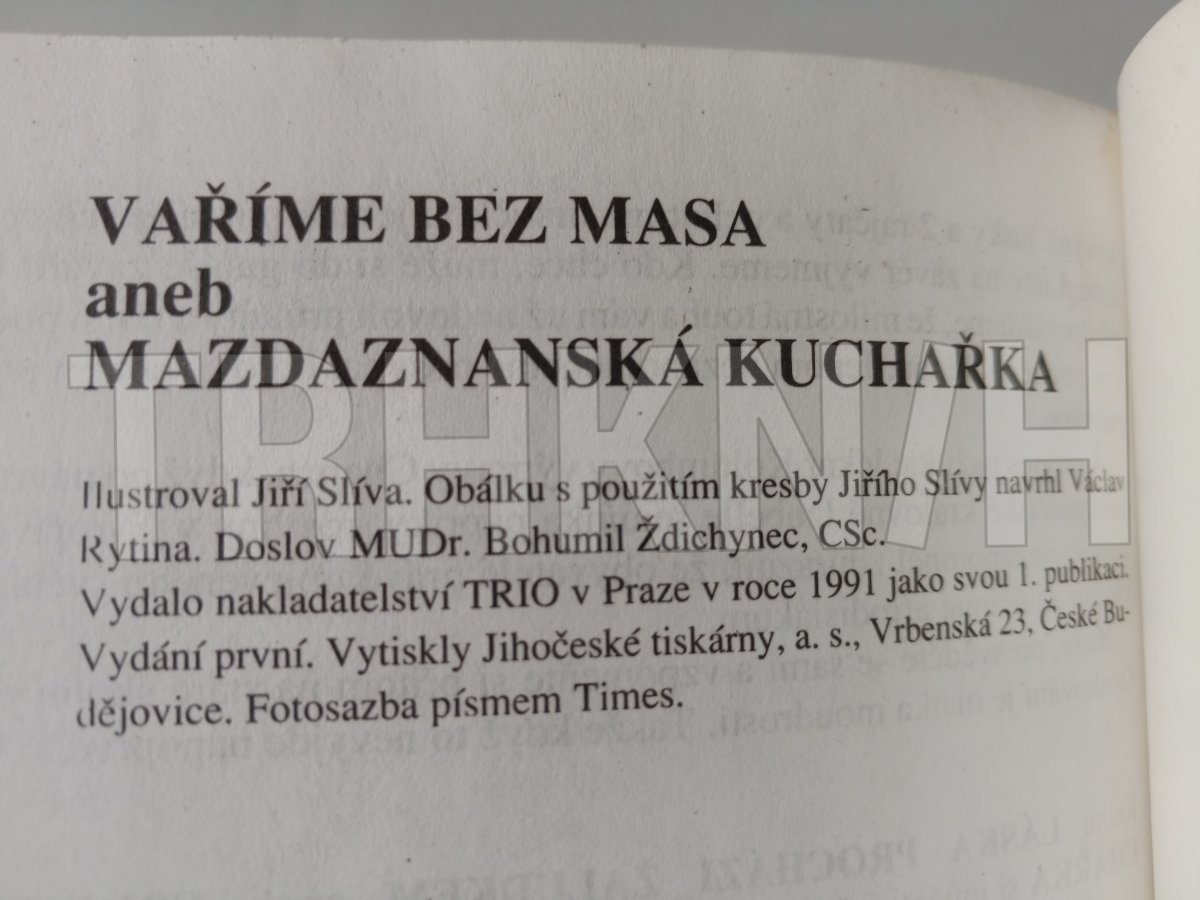 VAŘÍME BEZ MASA
aneb
MAZDAZNANSKÁ KUCHAŘKA
TRHKNIH
Ilustroval Jiří Slíva. Obálku s použitím kresby Jiřího Slívy navrhl Václav
Rytina. Doslov MUDr. Bohumil Ždichynec, CSc.
Vydalo nakladatelství TRIO v Praze v roce 1991 jako svou 1. publikaci.
Vydání první. Vytiskly Jihočeské tiskárny, a. s., Vrbenská 23, České Bu-
dějovice. Fotosazba písmem Times.